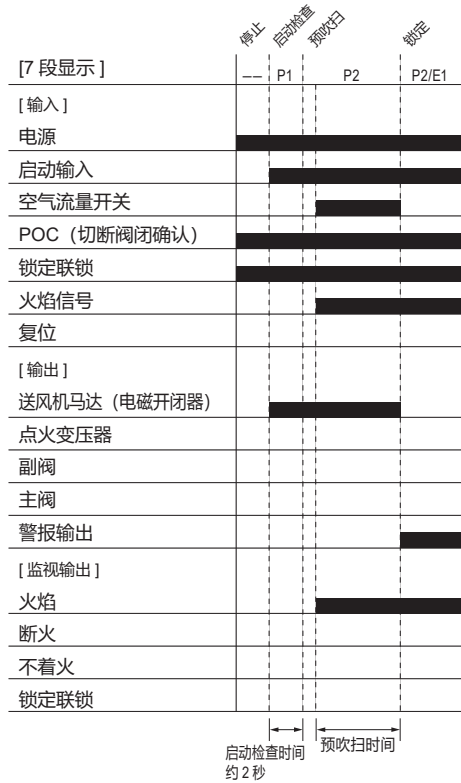 停止 启动检查 预吹扫 锁定
[7 段显示 ] –– P1 P2 P2/E1
[ 输入 ]
电源
启动输入
空气流量开关
POC（切断阀闭确认）
锁定联锁
火焰信号
复位
[ 输出 ]
送风机马达（电磁开闭器）
点火变压器
副阀
主阀
警报输出
[ 监视输出 ]
火焰
断火
不着火
锁定联锁
启动检查时间 预吹扫时间
约 2 秒